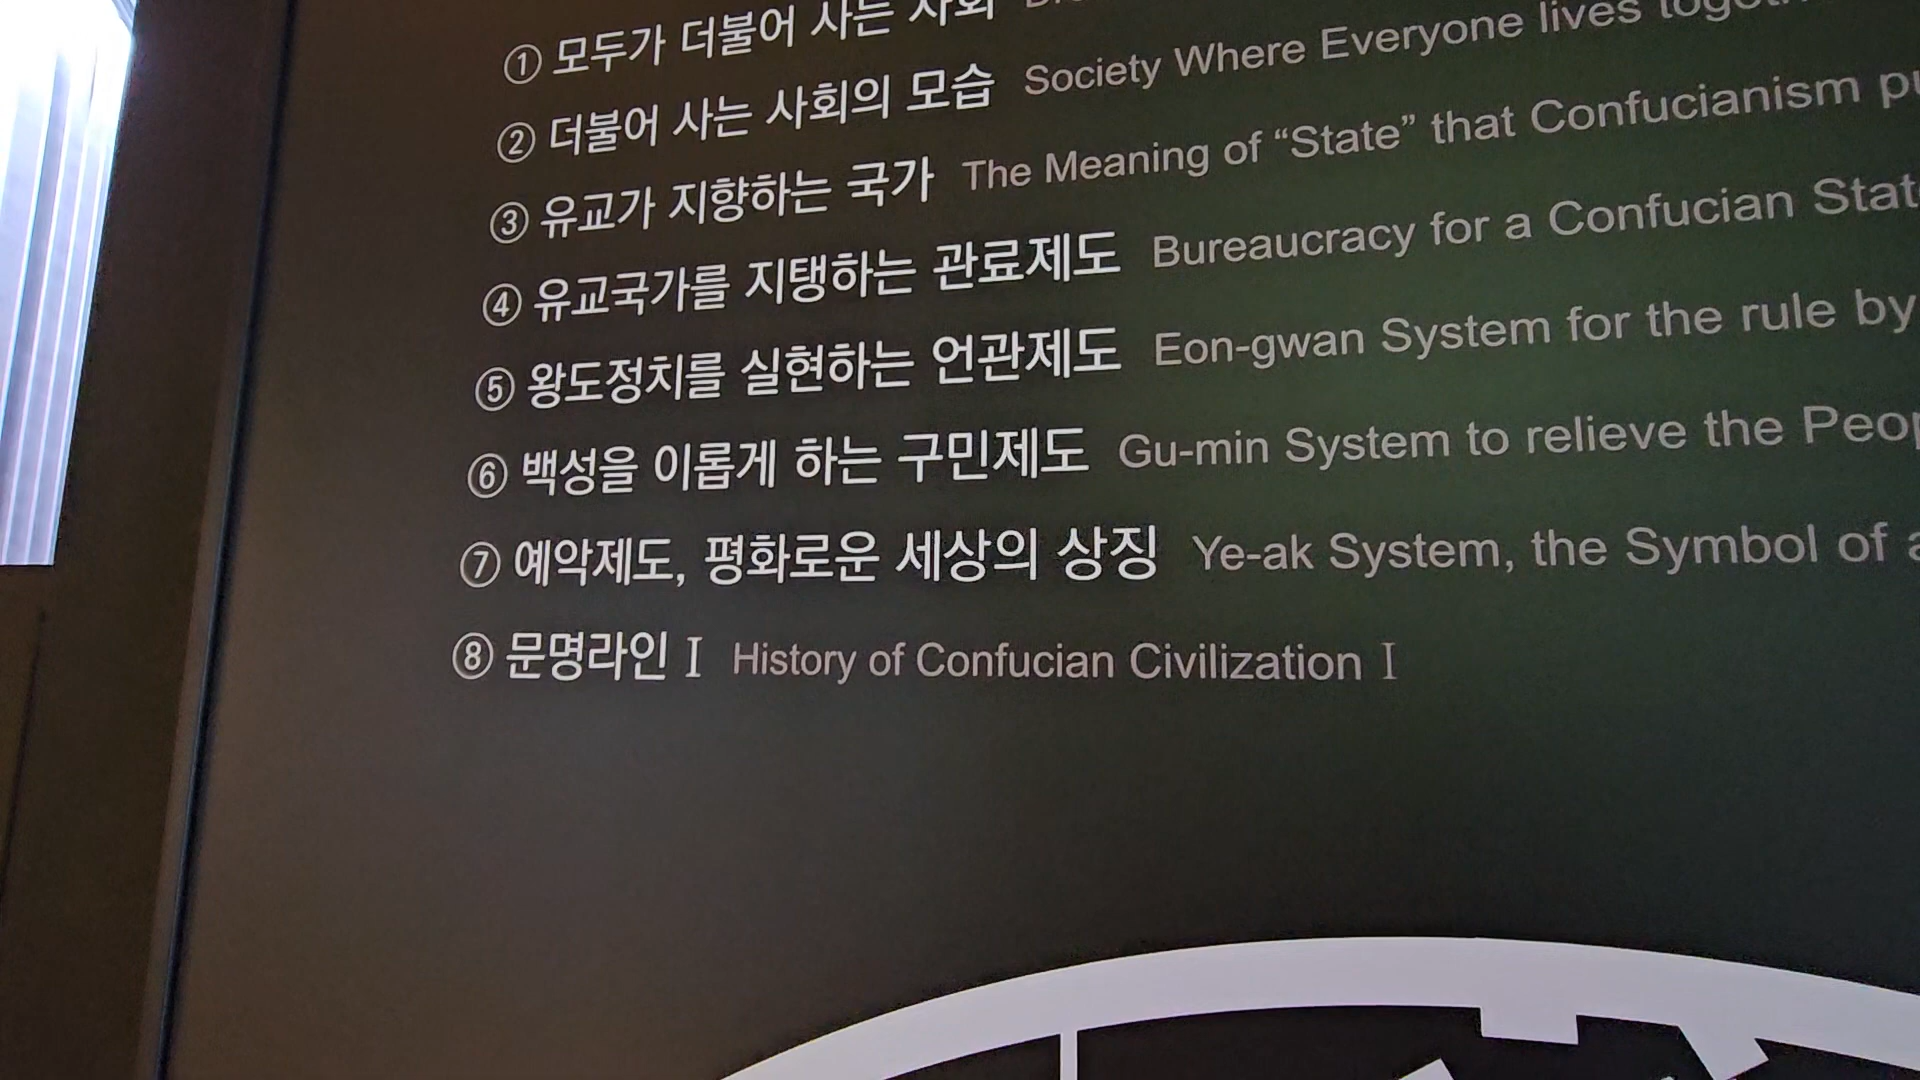 ① 모두가 더불어 사는 사회
② 더불어 사는 사회의 모습 Society Where Everyone lives
③ 유교가 지향하는 국가 The Meaning of “State” that Confucianism
④ 유교국가를 지탱하는 관료제도 Bureaucracy for a Confucian
⑤ 왕도정치를 실현하는 언관제도 Eon-gwan System for the rule by
⑥ 백성을 이롭게 하는 구민제도 Gu-min System to relieve the
⑦ 예악제도, 평화로운 세상의 상징 Ye-ak System, the Symbol of
⑧ 문명라인 Ⅰ History of Confucian Civilization Ⅰ